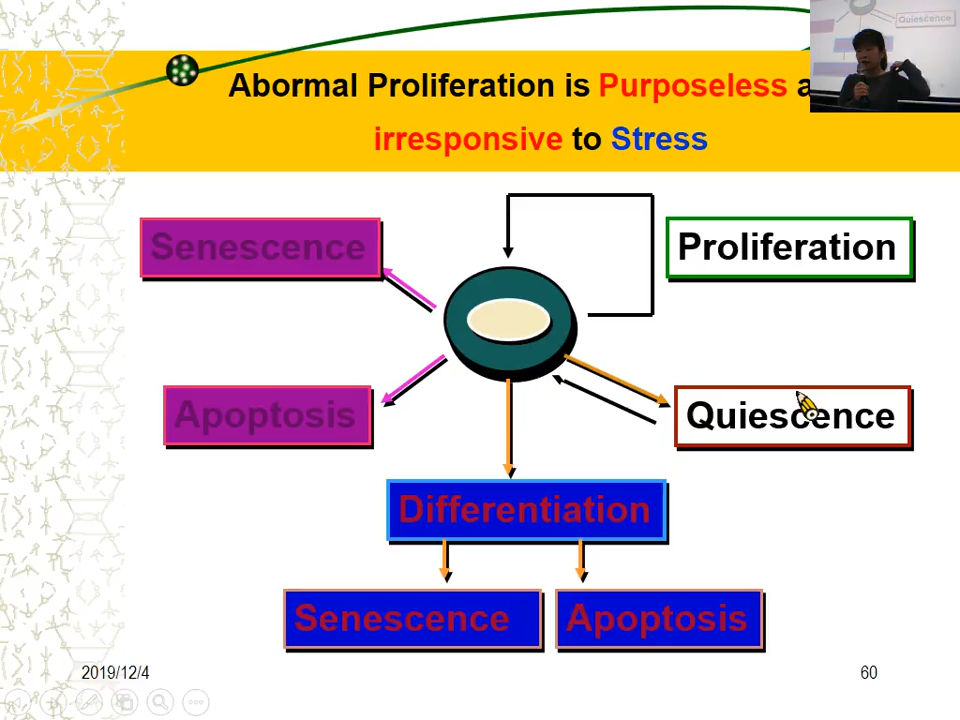 Quiescence
Abormal Proliferation is Purposeless a
irresponsive to Stress
Senescence
Proliferation
Apoptosis
Quiescence
Differentiation
Senescence
Apoptosis
2019/12/4
60